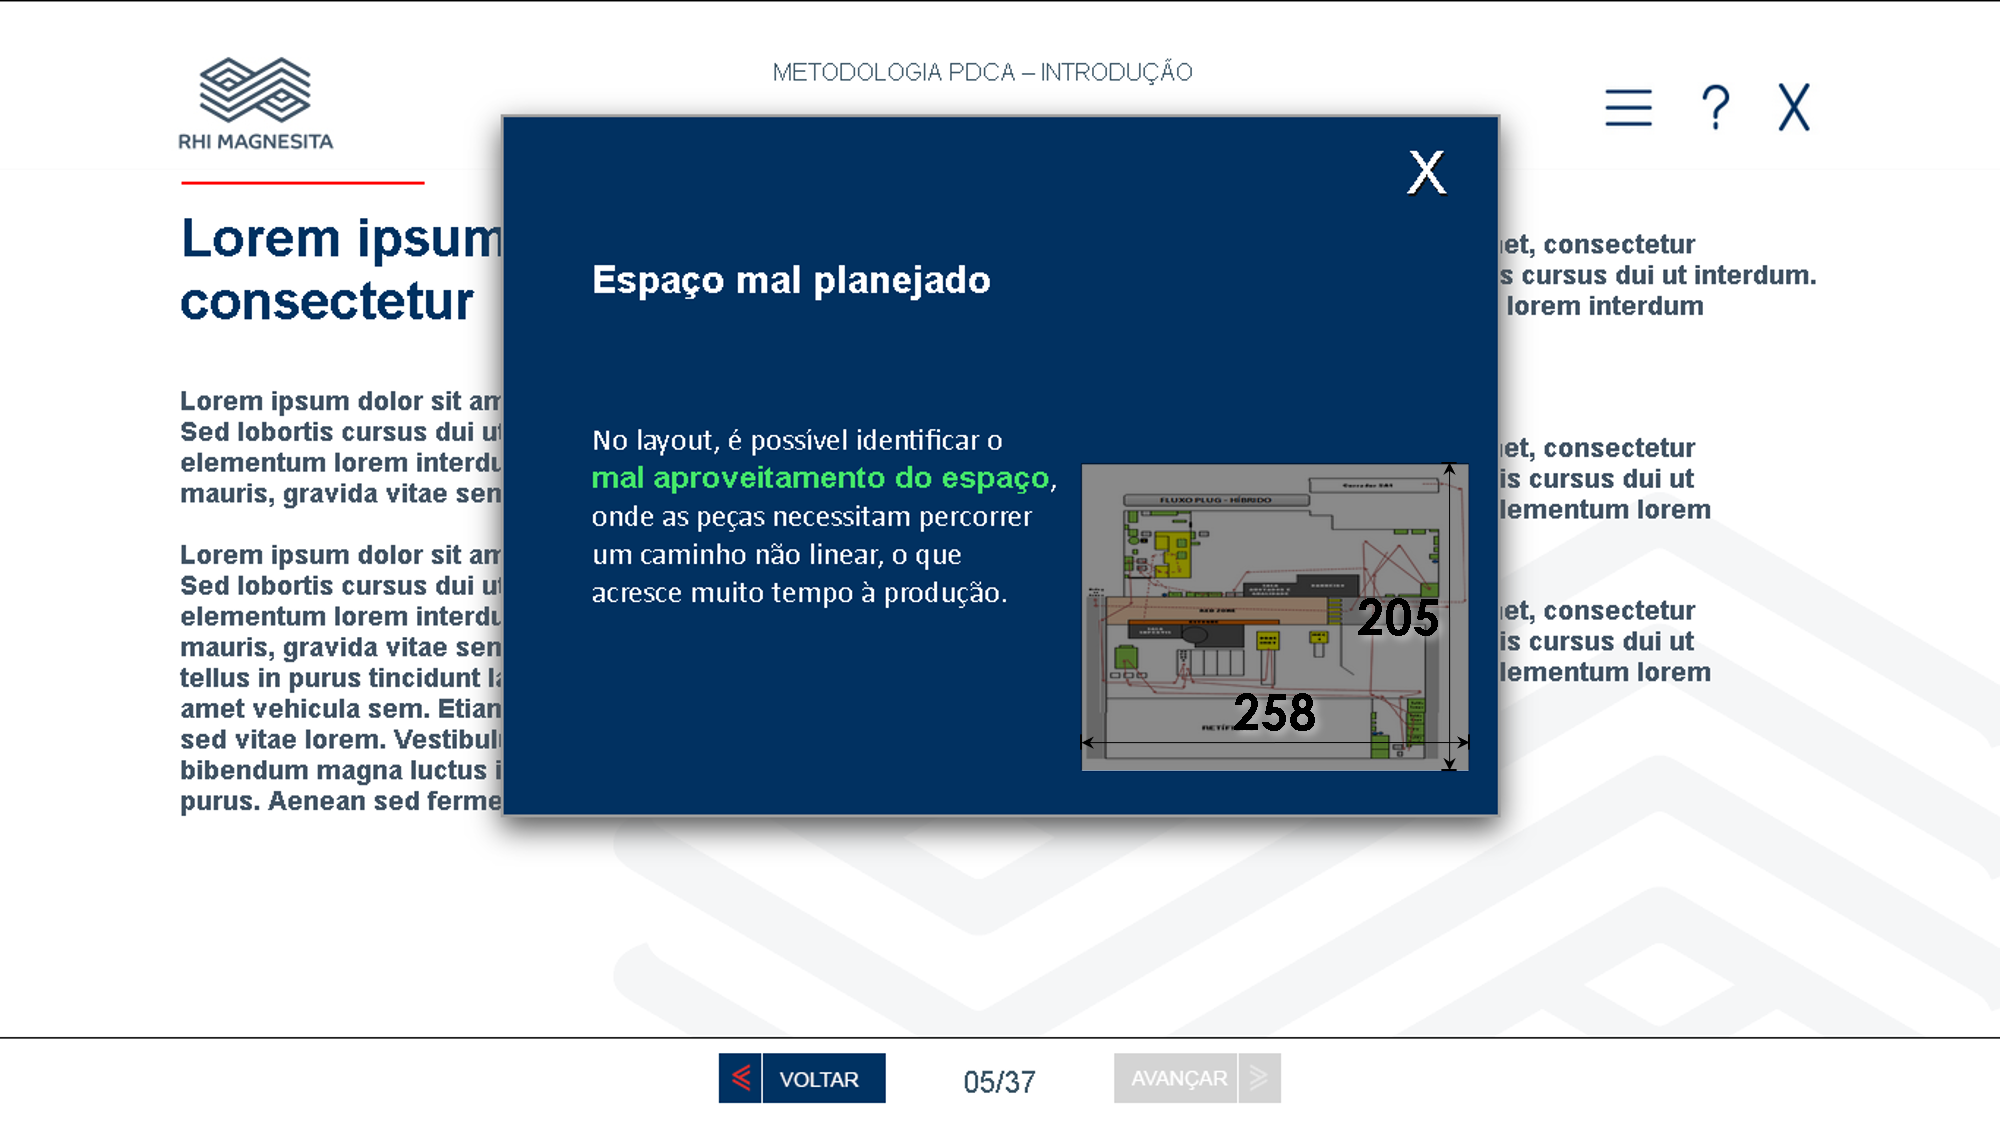 METODOLOGIA PDCA – INTRODUÇÃO
RHI MAGNESITA
?
X
X
Lorem ipsum
consectetur
Lorem ipsum dolor sit am
Sed lobortis cursus dui ut
elementum lorem interdu
mauris, gravida vitae sen
Lorem ipsum dolor sit am
Sed lobortis cursus dui ut
elementum lorem interdu
mauris, gravida vitae sen
tellus in purus tincidunt la
amet vehicula sem. Etian
sed vitae lorem. Vestibulu
bibendum magna luctus i
purus. Aenean sed ferme
Espaço mal planejado
No layout, é possível identificar o
mal aproveitamento do espaço,
onde as peças necessitam percorrer
um caminho não linear, o que
acresce muito tempo à produção.
FLUXO PLUG - HÍBRIDO
RED ZONE
205
258
et, consectetur
s cursus dui ut interdum.
lorem interdum
et, consectetur
is cursus dui ut
lementum lorem
et, consectetur
is cursus dui ut
lementum lorem
VOLTAR
05/37
AVANÇAR